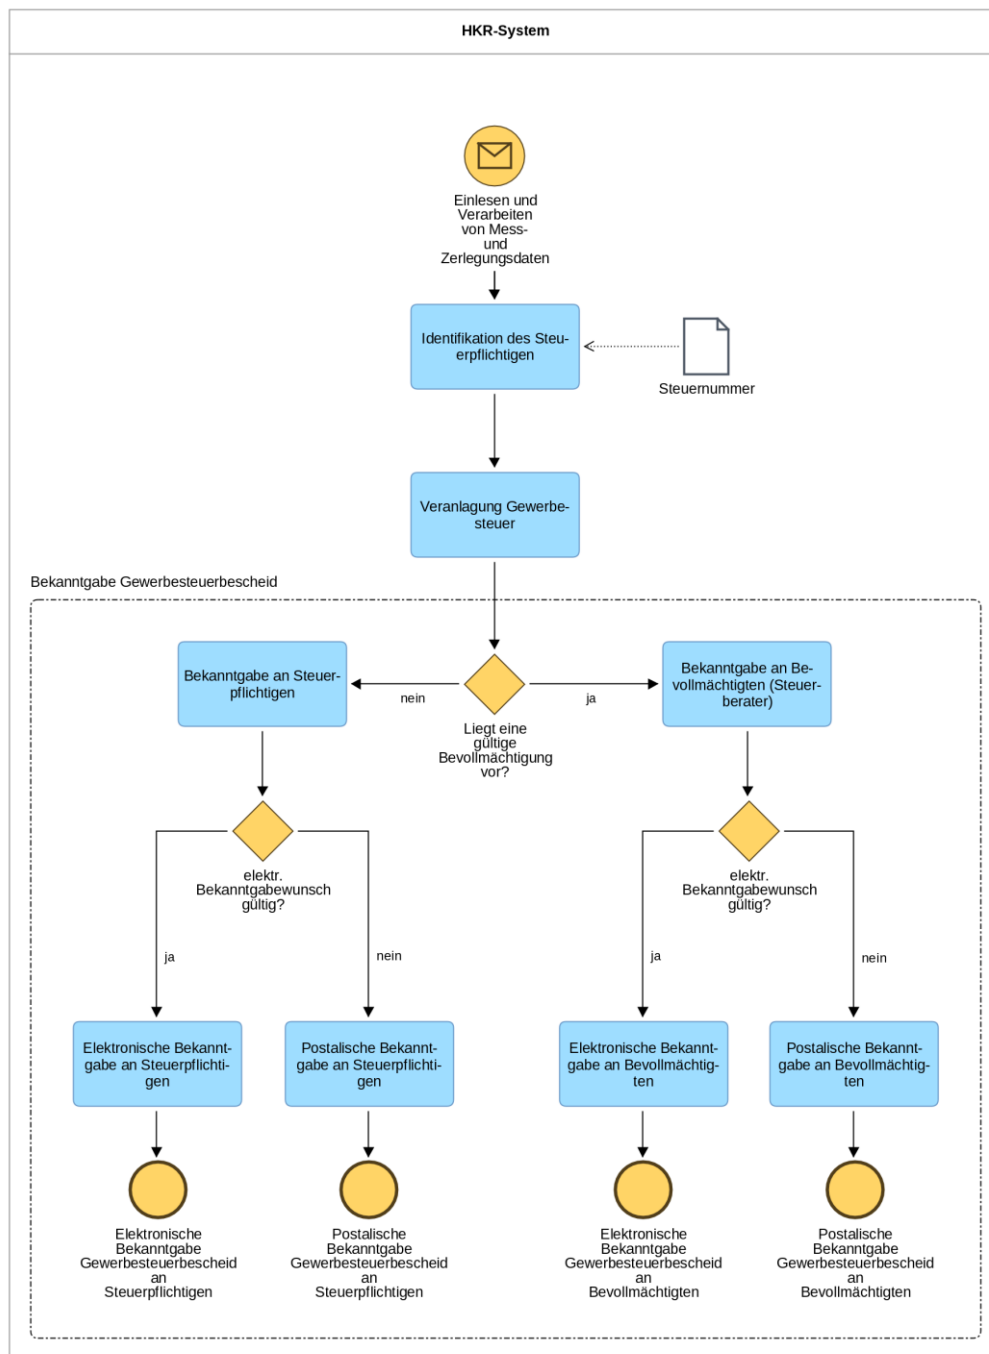 HKR-System
Einlesen und
Verarbeiten
von Mess-
und
Zerlegungsdaten
Identifikation des Steu-
erpflichtigen
Steuernummer
Veranlagung Gewerbe-
steuer
Bekanntgabe Gewerbesteuerbescheid
Bekanntgabe an Steuer-
pflichtigen
nein
Liegt eine
gültige
Bevollmächtigung
vor?
ja
Bekanntgabe an Be-
vollmächtigten (Steuer-
berater)
elektr.
Bekanntgabewunsch
gültig?
ja
nein
elektr.
Bekanntgabewunsch
gültig?
ja
nein
Elektronische Bekannt-
gabe an Steuerpflichti-
gen
Postalische Bekannt-
gabe an Steuerpflichti-
gen
Elektronische Bekannt-
gabe an Bevollmächtig-
ten
Postalische Bekannt-
gabe an Bevollmächtig-
ten
Elektronische
Bekanntgabe
Gewerbesteuerbescheid
an
Steuerpflichtigen
Postalische
Bekanntgabe
Gewerbesteuerbescheid
an
Steuerpflichtigen
Elektronische
Bekanntgabe
Gewerbesteuerbescheid
an
Bevollmächtigten
Postalische
Bekanntgabe
Gewerbesteuerbescheid
an
Bevollmächtigten